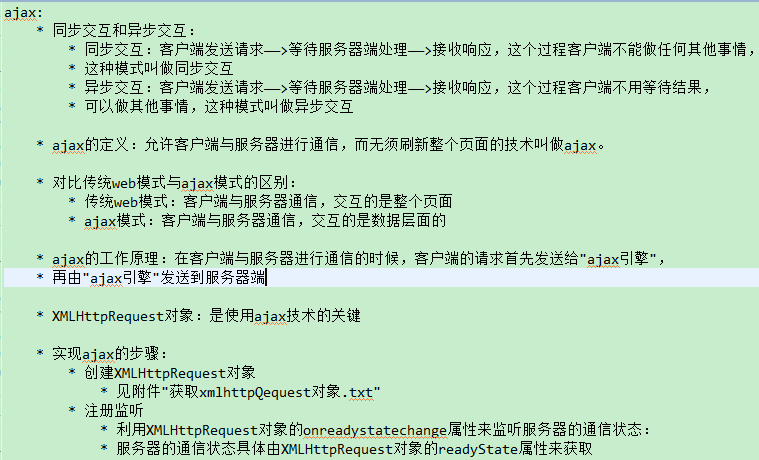 ajax:
* 同步交互和异步交互：
* 同步交互：客户端发送请求——>等待服务器端处理——>接收响应，这个过程客户端不能做任何其他事情，
* 这种模式叫做同步交互
* 异步交互：客户端发送请求——>等待服务器端处理——>接收响应，这个过程客户端不用等待结果，
* 可以做其他事情，这种模式叫做异步交互
* ajax的定义：允许客户端与服务器进行通信，而无须刷新整个页面的技术叫做ajax。
* 对比传统web模式与ajax模式的区别：
* 传统web模式：客户端与服务器通信，交互的是整个页面
* ajax模式：客户端与服务器通信，交互的是数据层面的
* ajax的工作原理：在客户端与服务器进行通信的时候，客户端的请求首先发送给"ajax引擎"，
* 再由"ajax引擎"发送到服务器端
* XMLHttpRequest对象：是使用ajax技术的关键
* 实现ajax的步骤：
* 创建XMLHttpRequest对象
* 见附件"获取xmlhttpQequest对象.txt"
* 注册监听
* 利用XMLHttpRequest对象的onreadystatechange属性来监听服务器的通信状态：
* 服务器的通信状态具体由XMLHttpRequest对象的readyState属性来获取